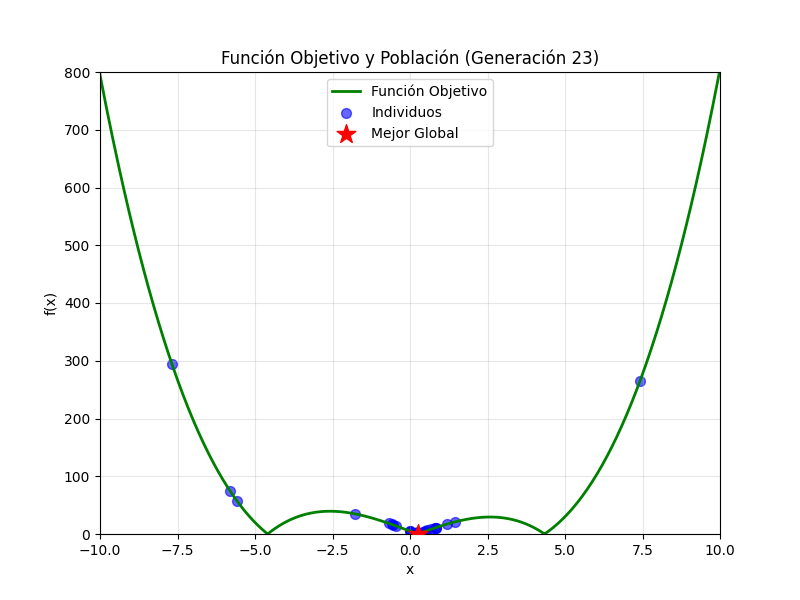 Función Objetivo y Población (Generación 23)
Función Objetivo
Individuos
Mejor Global
800
700
600
500
400
300
200
100
0
f(x)
−10.0 −7.5 −5.0 −2.5 0.0 2.5 5.0 7.5 10.0
x